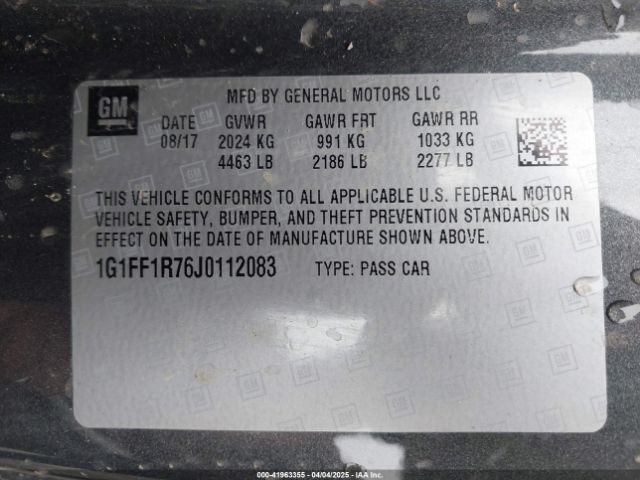 GM
MFD BY GENERAL MOTORS LLC
DATE GVWR GAWR FRT GAWR RR
08/17 2024 KG 991 KG 1033 KG
4463 LB 2186 LB 2277 LB
THIS VEHICLE CONFORMS TO ALL APPLICABLE U.S. FEDERAL MOTOR
VEHICLE SAFETY, BUMPER, AND THEFT PREVENTION STANDARDS IN
EFFECT ON THE DATE OF MANUFACTURE SHOWN ABOVE.
1G1FF1R76J0112083 TYPE: PASS CAR
000-41963355 - 04/04/2025 - IAAI.com